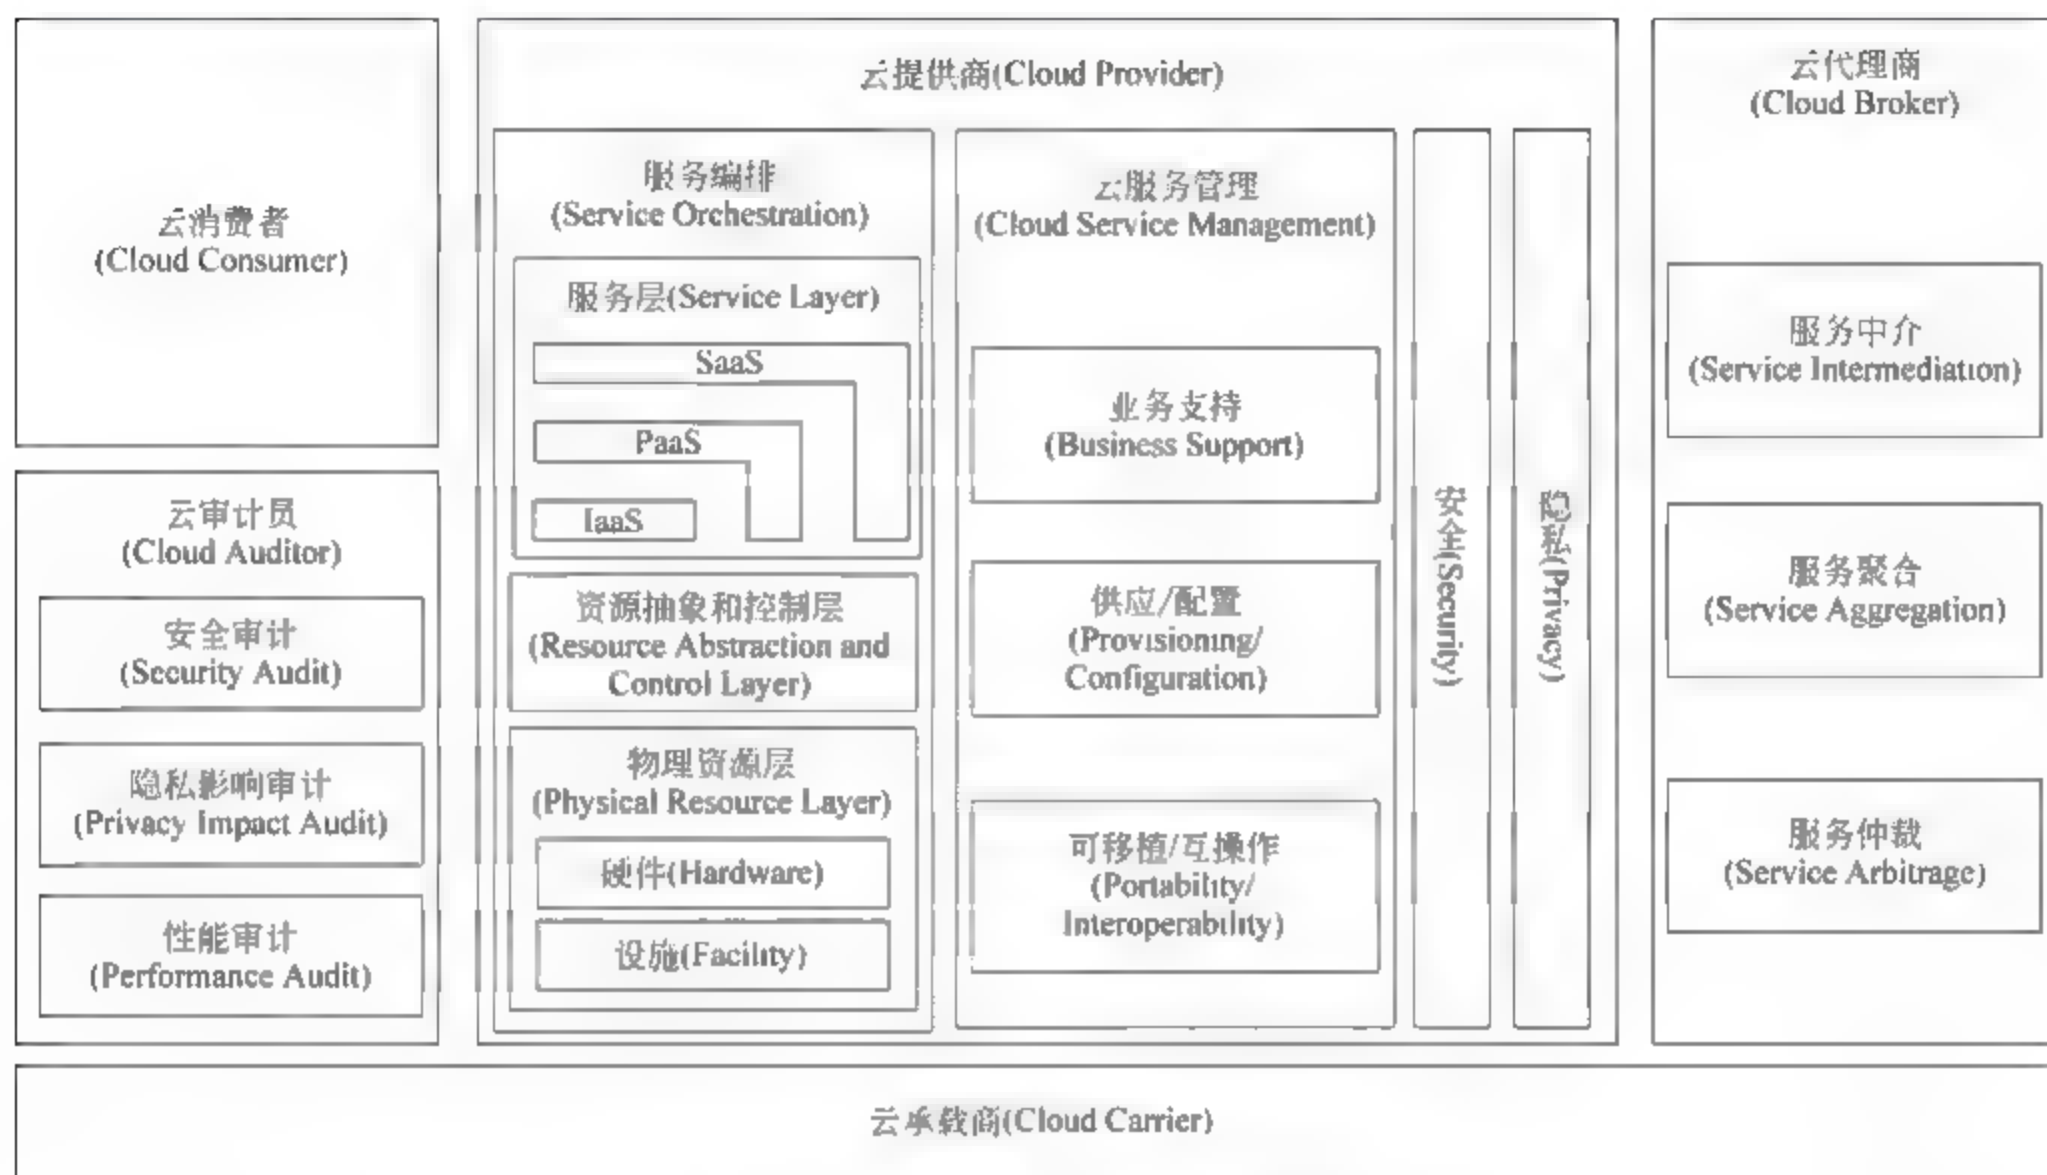 云消费者
(Cloud Consumer)
云审计员
(Cloud Auditor)
安全审计
(Security Audit)
隐私影响审计
(Privacy Impact Audit)
性能审计
(Performance Audit)
云提供商(Cloud Provider)
服务编排
(Service Orchestration)
服务层(Service Layer)
SaaS
PaaS
IaaS
资源抽象和控制层
(Resource Abstraction and
Control Layer)
物理资源层
(Physical Resource Layer)
硬件(Hardware)
设施(Facility)
云服务管理
(Cloud Service Management)
业务支持
(Business Support)
供应/配置
(Provisioning/
Configuration)
可移植/互操作
(Portability/
Interoperability)
安全(Security)
隐私(Privacy)
云代理商
(Cloud Broker)
服务中介
(Service Intermediation)
服务聚合
(Service Aggregation)
服务仲裁
(Service Arbitrage)
云承载商(Cloud Carrier)